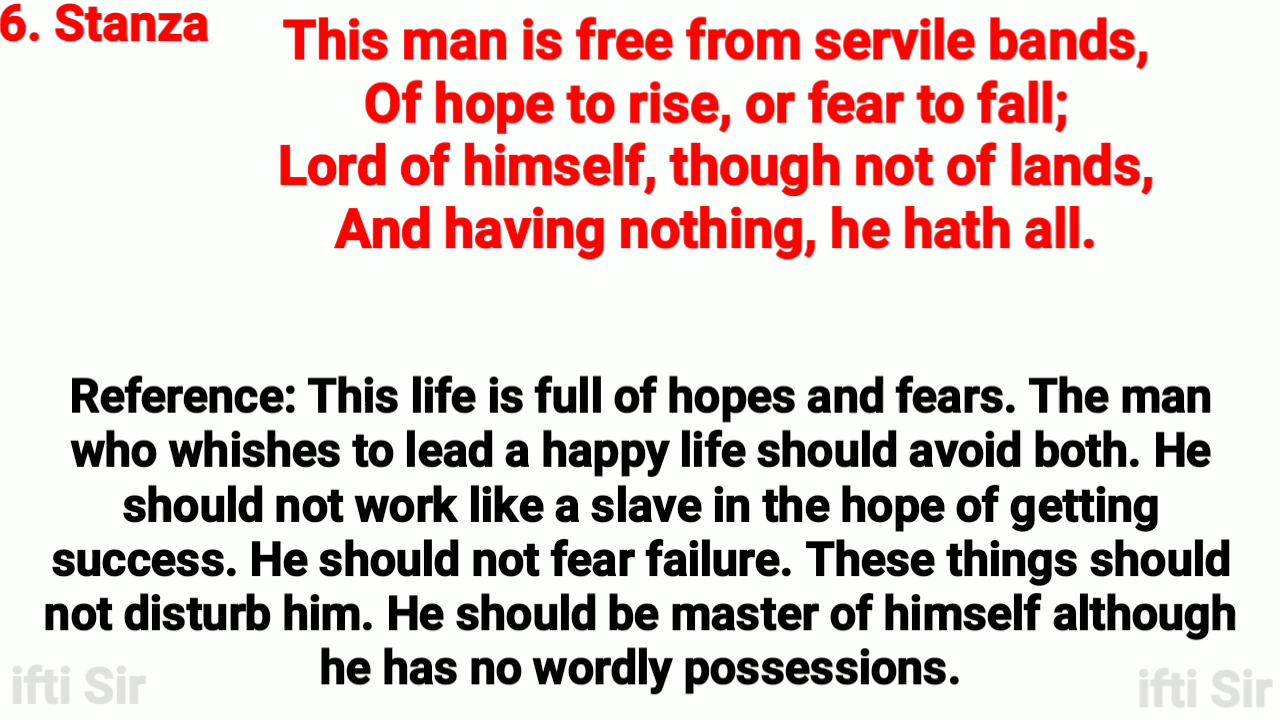 6. Stanza
This man is free from servile bands,
Of hope to rise, or fear to fall;
Lord of himself, though not of lands,
And having nothing, he hath all.
Reference: This life is full of hopes and fears. The man
who whishes to lead a happy life should avoid both. He
should not work like a slave in the hope of getting
success. He should not fear failure. These things should
not disturb him. He should be master of himself although
he has no wordly possessions.
ifti Sir
ifti Sir